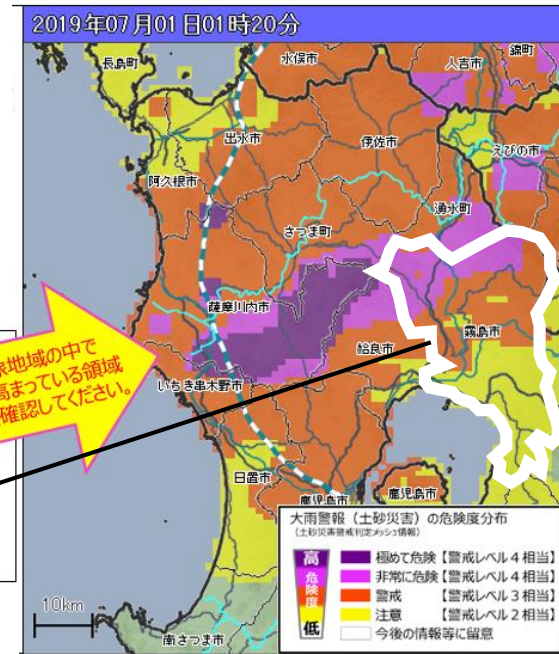 2019年07月01日01時20分
長島町
水俣市
人吉市
錦町
出水市
伊佐市
えびの市
阿久根市
湧水町
さつま町
薩摩川内市
霧島市
姶良市
家地域の中で
高まっている領域
確認してください。
いちき串木野市
日置市
鹿児島市
鹿児島市
大雨警報（土砂災害）の危険度分布
（土砂災害警戒判定メッシュ情報）
高
危険度
低
極めて危険【警戒レベル4相当】
非常に危険【警戒レベル4相当】
警戒 【警戒レベル3相当】
注意 【警戒レベル2相当】
今後の情報等に留意
10km
南さつま市